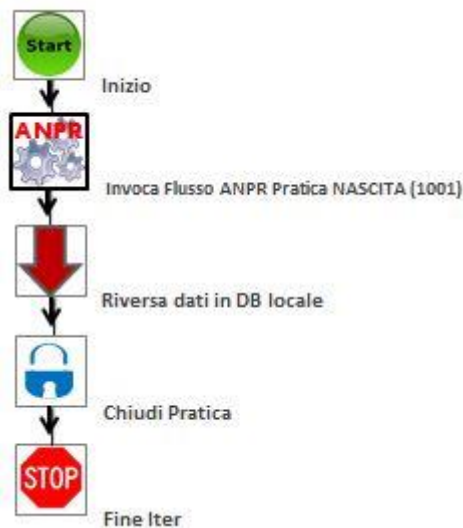 Start
Inizio
ANPR
Invoca Flusso ANPR Pratica NASCITA (1001)
Riversa dati in DB locale
Chiudi Pratica
STOP
Fine Iter